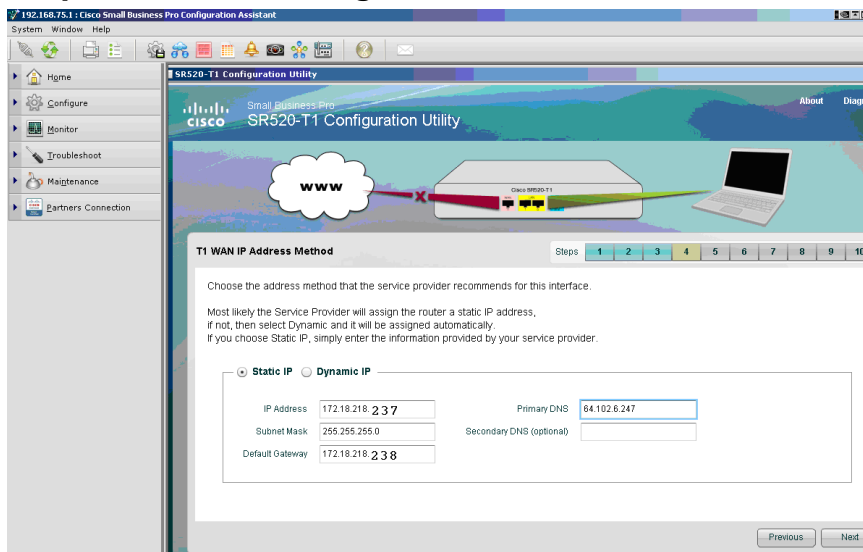 192.168.75.1 : Cisco Small Business Pro Configuration Assistant
System Window Help
Home
Configure
Monitor
Troubleshoot
Maintenance
Partners Connection
SR520-T1 Configuration Utility
cisco
Small Business Pro
SR520-T1 Configuration Utility
About
WWW
X
Cisco SR520-T1
T1 WAN IP Address Method
Steps 1 2 3 4 5 6 7 8 9 10
Choose the address method that the service provider recommends for this interface.
Most likely the Service Provider will assign the router a static IP address,
if not, then select Dynamic and it will be assigned automatically.
If you choose Static IP, simply enter the information provided by your service provider.
Static IP Dynamic IP
IP Address 172.18.218.237 Primary DNS 64.102.6.247
Subnet Mask 255.255.255.0 Secondary DNS (optional)
Default Gateway 172.18.218.238
Previous Next